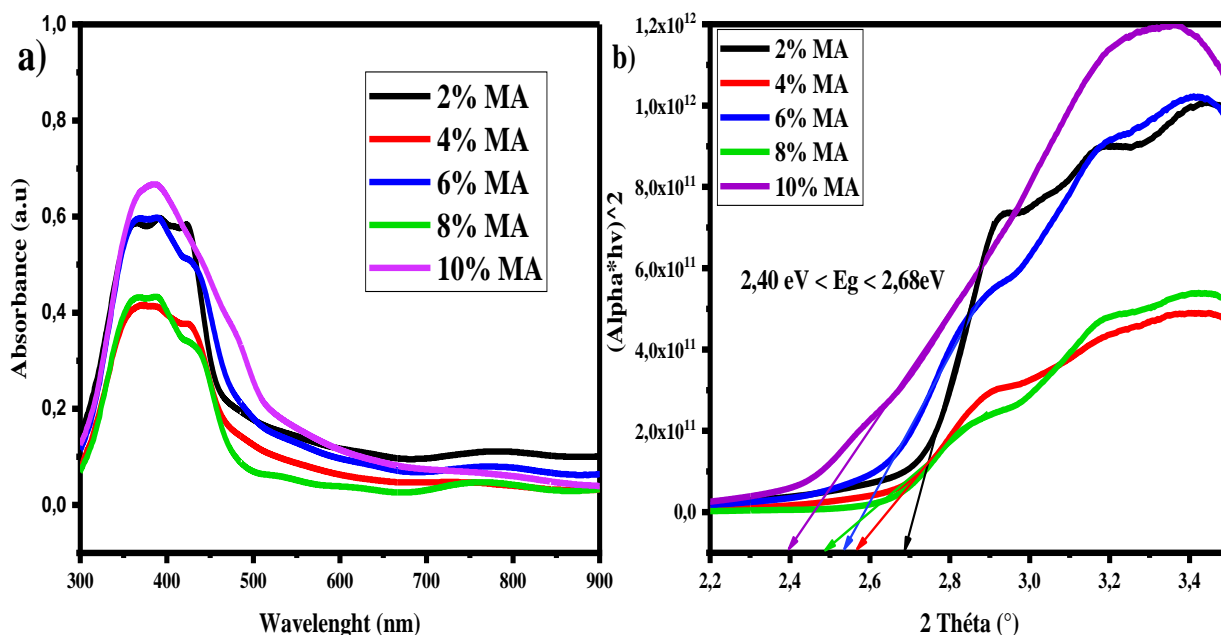 a)
Absorbance (a.u)
1,0
0,8
0,6
0,4
0,2
0,0
2% MA
4% MA
6% MA
8% MA
10% MA
300 400 500 600 700 800 900
Wavelenght (nm)
b)
(Alpha*hv)^2
1,2x10^12
1,0x10^12
8,0x10^11
6,0x10^11
4,0x10^11
2,0x10^11
0,0
2% MA
4% MA
6% MA
8% MA
10% MA
2,40 eV < Eg < 2,68eV
2,2 2,4 2,6 2,8 3,0 3,2 3,4
2 Théta (°)